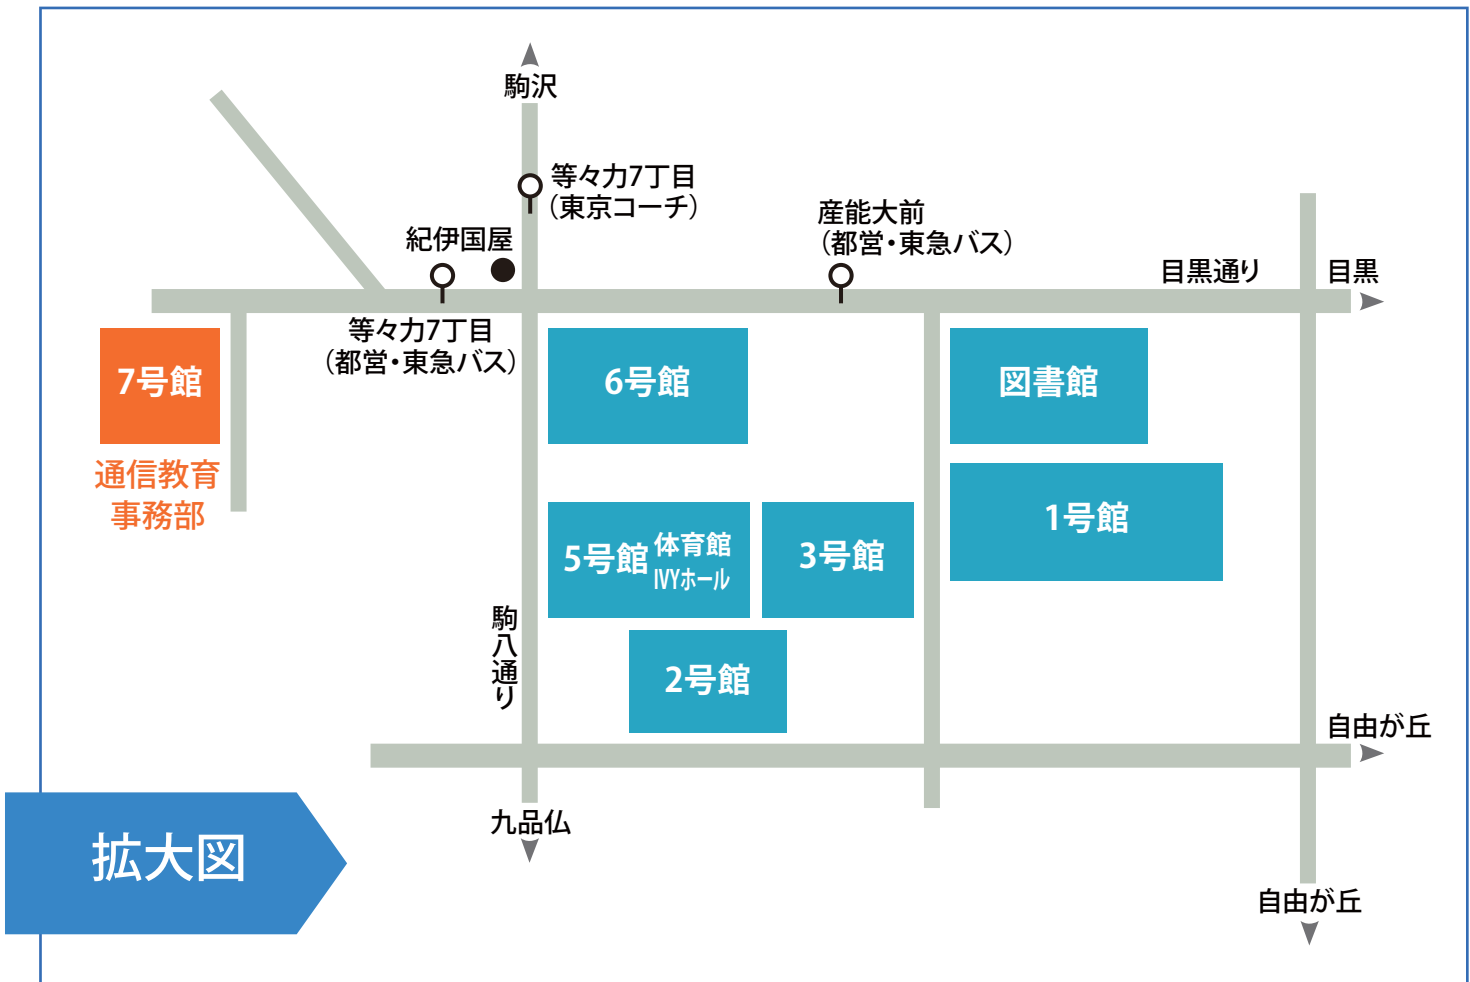 駒沢
等々力7丁目
（東京コーチ）
産能大前
（都営・東急バス）
紀伊国屋
目黒通り
目黒
等々力7丁目
（都営・東急バス）
7号館
6号館
図書館
通信教育
事務部
1号館
5号館
体育館
IVYホール
3号館
駒八通り
2号館
自由が丘
九品仏
拡大図
自由が丘